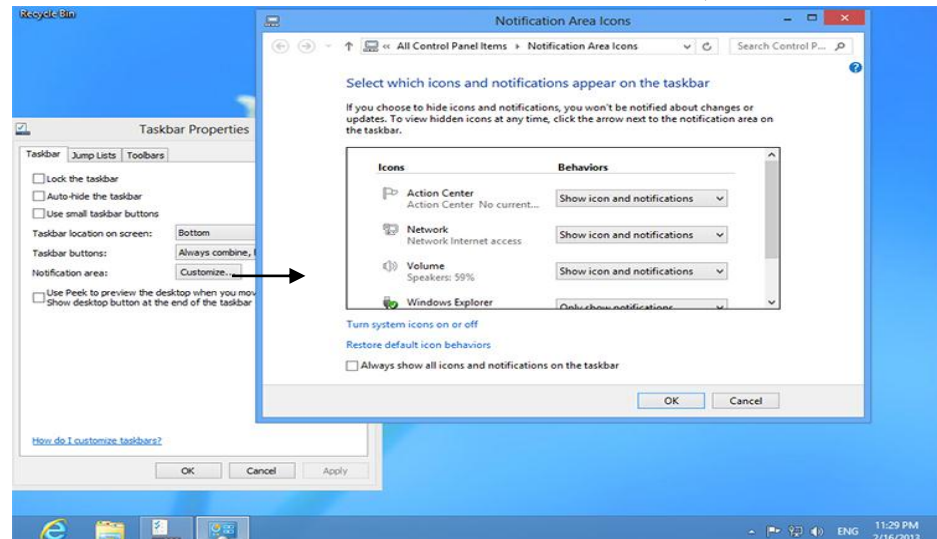 Recycle Bin
Notification Area Icons
« All Control Panel Items ▸ Notification Area Icons
Search Control P...
Select which icons and notifications appear on the taskbar
If you choose to hide icons and notifications, you won't be notified about changes or
updates. To view hidden icons at any time, click the arrow next to the notification area on
the taskbar.
Icons Behaviors
Action Center
Action Center No current...
Show icon and notifications
Network
Network Internet access
Show icon and notifications
Volume
Speakers: 59%
Show icon and notifications
Windows Explorer
Only show notifications
Turn system icons on or off
Restore default icon behaviors
Always show all icons and notifications on the taskbar
OK Cancel
Taskbar Properties
Taskbar Jump Lists Toolbars
Lock the taskbar
Auto-hide the taskbar
Use small taskbar buttons
Taskbar location on screen: Bottom
Taskbar buttons: Always combine,
Notification area: Customize...
Use Peek to preview the desktop when you mov
Show desktop button at the end of the taskbar
How do I customize taskbars?
OK Cancel Apply
ENG
11:29 PM
2/16/2013